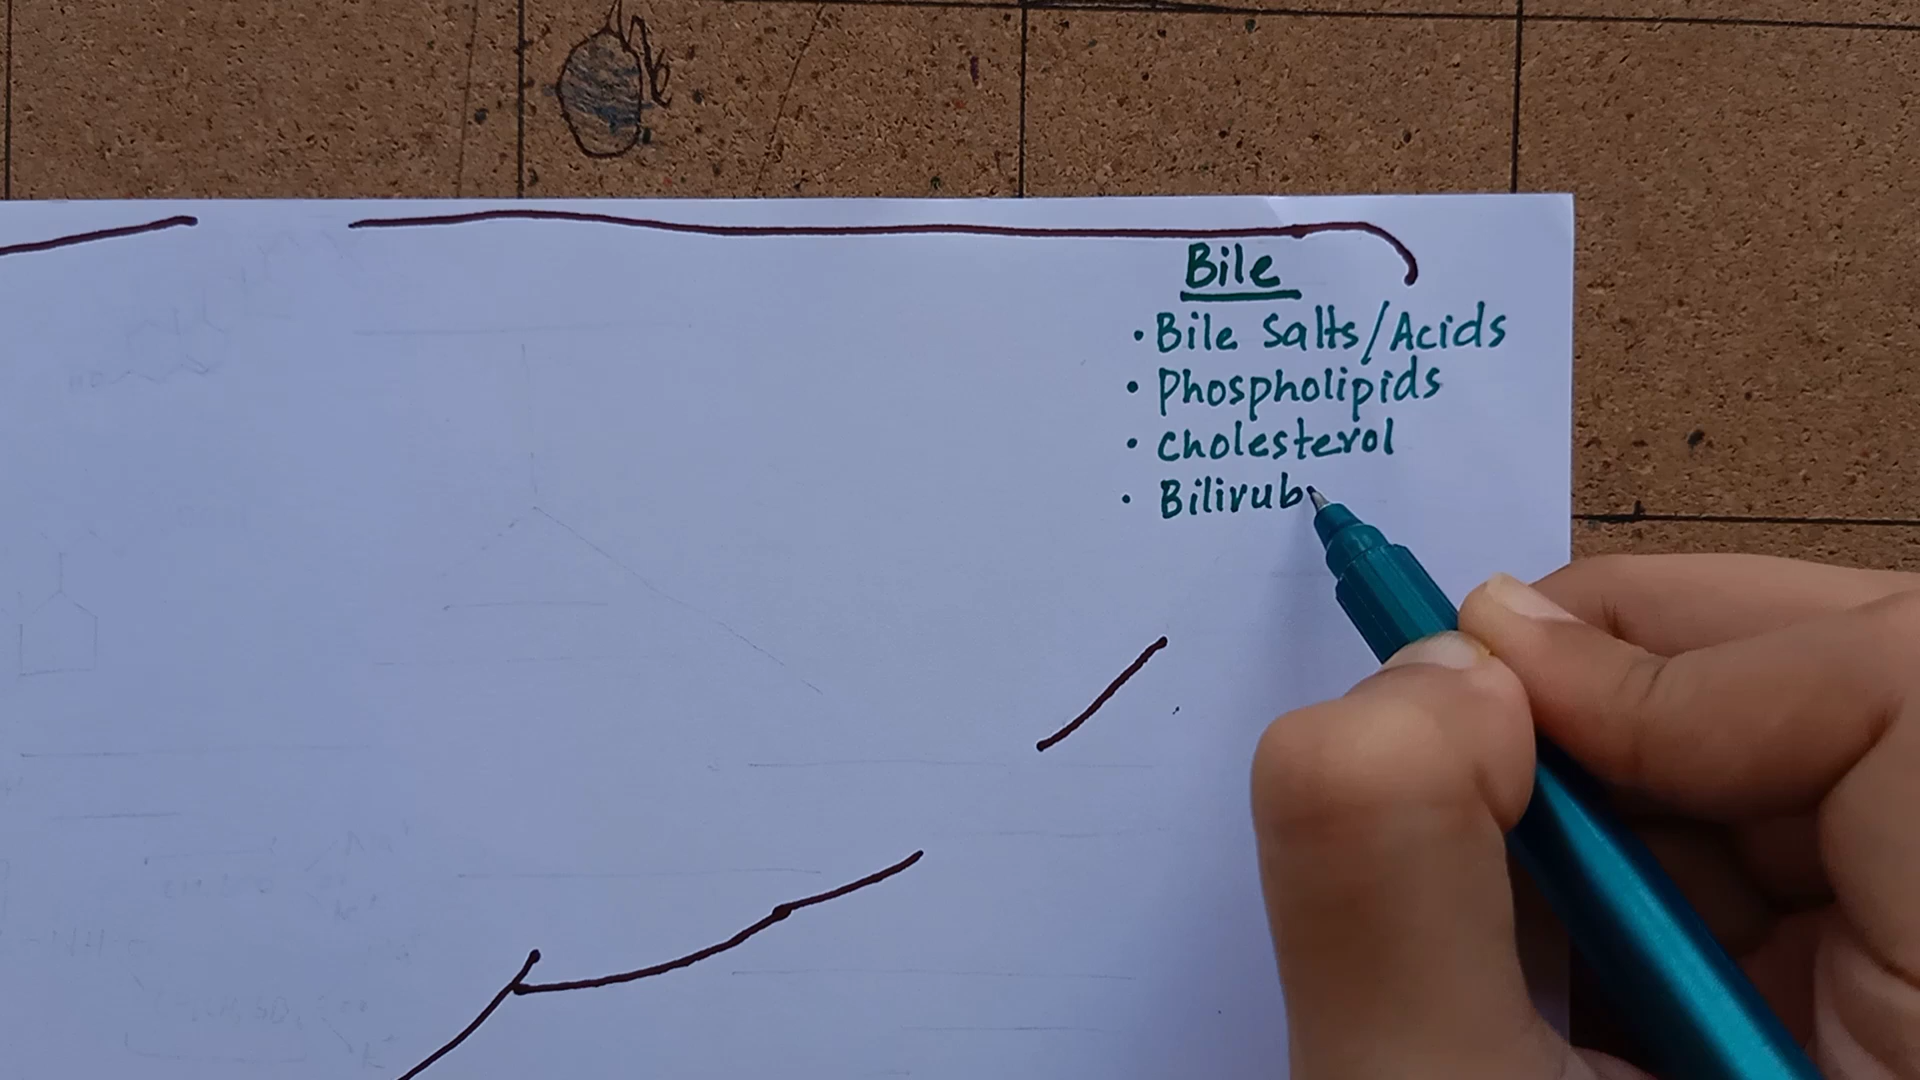 Bile
• Bile Salts/Acids
• Phospholipids
• Cholesterol
• Bilirub